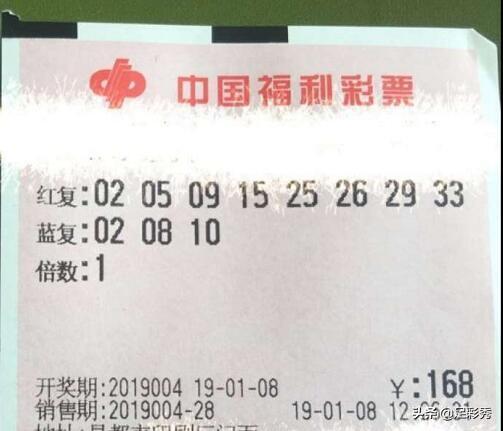 中国福利彩票
红复:02 05 09 15 25 26 29 33
蓝复:02 08 10
倍数:1
开奖期:2019004 19-01-08 ¥:168
销售期:2019004-28 19-01-08
头条@足彩秀